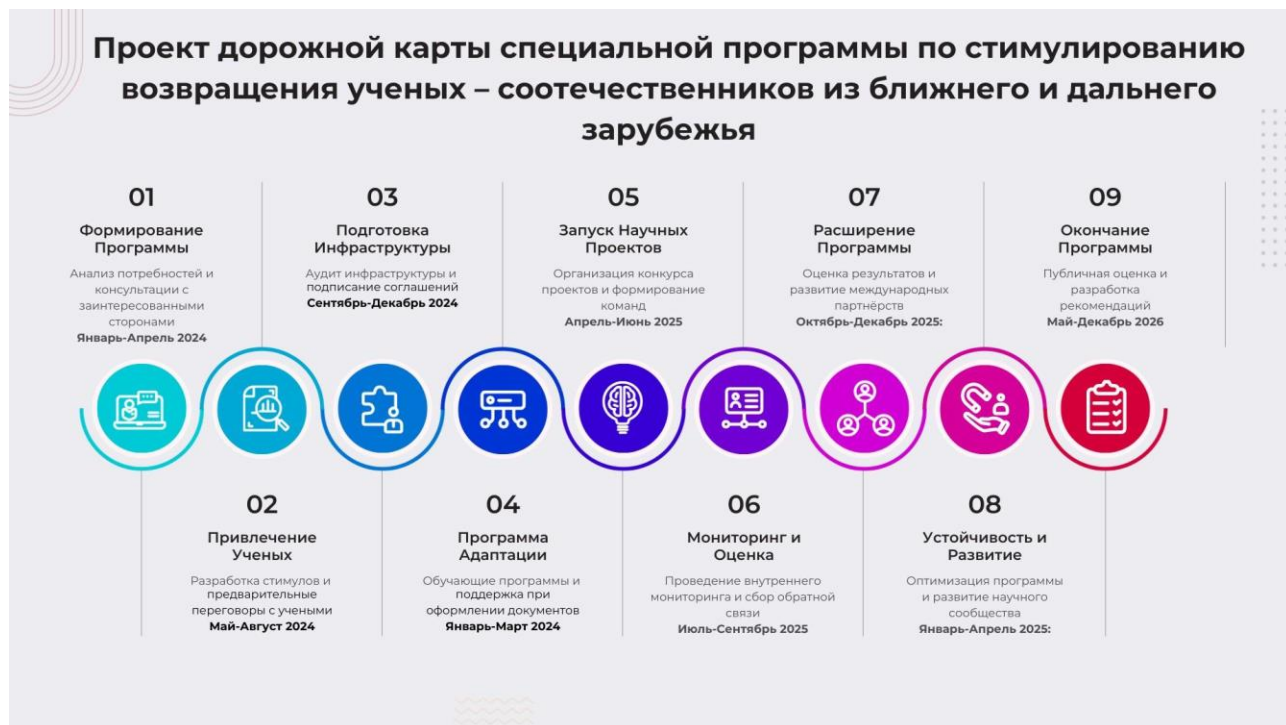 Проект дорожной карты специальной программы по стимулированию
возвращения ученых – соотечественников из ближнего и дальнего
зарубежья
01
Формирование
Программы
Анализ потребностей и
консультации с
заинтересованными
сторонами
Январь-Апрель 2024
02
Привлечение
Ученых
Разработка стимулов и
предварительные
переговоры с учеными
Май-Август 2024
03
Подготовка
Инфраструктуры
Аудит инфраструктуры и
подписание соглашений
Сентябрь-Декабрь 2024
04
Программа
Адаптации
Обучающие программы и
поддержка при
оформлении документов
Январь-Март 2024
05
Запуск Научных
Проектов
Организация конкурса
проектов и формирование
команд
Апрель-Июнь 2025
06
Мониторинг и
Оценка
Проведение внутреннего
мониторинга и сбор обратной
связи
Июль-Сентябрь 2025
07
Расширение
Программы
Оценка результатов и
развитие международных
партнёрств
Октябрь-Декабрь 2025:
08
Устойчивость и
Развитие
Оптимизация программы
и развитие научного
сообщества
Январь-Апрель 2025:
09
Окончание
Программы
Публичная оценка и
разработка
рекомендаций
Май-Декабрь 2026